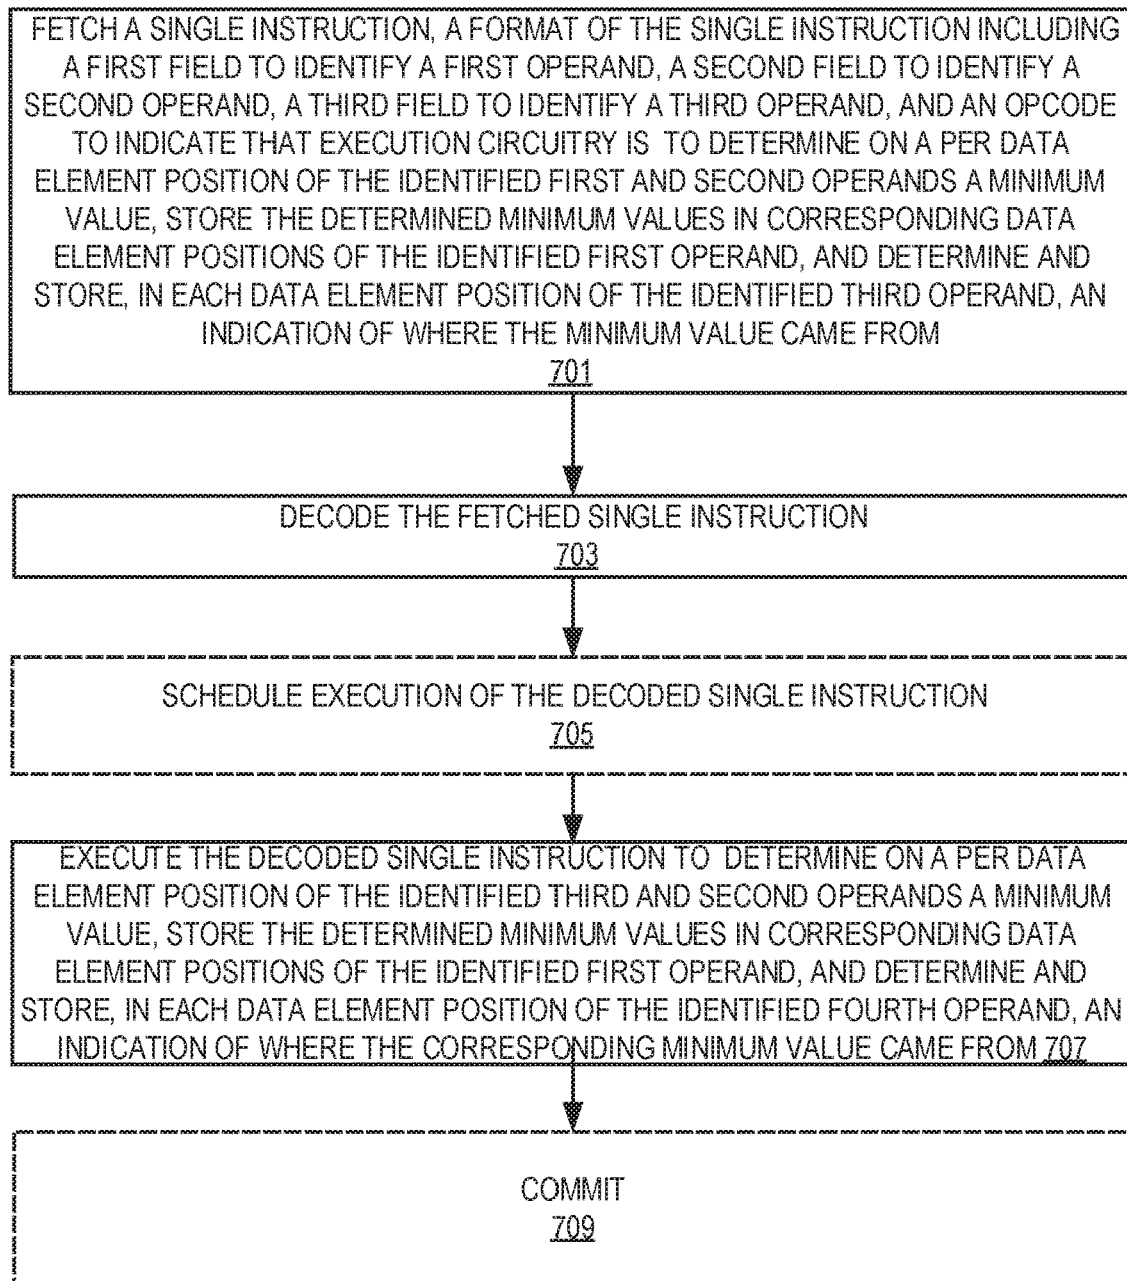 FETCH A SINGLE INSTRUCTION, A FORMAT OF THE SINGLE INSTRUCTION INCLUDING
A FIRST FIELD TO IDENTIFY A FIRST OPERAND, A SECOND FIELD TO IDENTIFY A
SECOND OPERAND, A THIRD FIELD TO IDENTIFY A THIRD OPERAND, AND AN OPCODE
TO INDICATE THAT EXECUTION CIRCUITRY IS TO DETERMINE ON A PER DATA
ELEMENT POSITION OF THE IDENTIFIED FIRST AND SECOND OPERANDS A MINIMUM
VALUE, STORE THE DETERMINED MINIMUM VALUES IN CORRESPONDING DATA
ELEMENT POSITIONS OF THE IDENTIFIED FIRST OPERAND, AND DETERMINE AND
STORE, IN EACH DATA ELEMENT POSITION OF THE IDENTIFIED THIRD OPERAND, AN
INDICATION OF WHERE THE MINIMUM VALUE CAME FROM
701
DECODE THE FETCHED SINGLE INSTRUCTION
703
SCHEDULE EXECUTION OF THE DECODED SINGLE INSTRUCTION
705
EXECUTE THE DECODED SINGLE INSTRUCTION TO DETERMINE ON A PER DATA
ELEMENT POSITION OF THE IDENTIFIED THIRD AND SECOND OPERANDS A MINIMUM
VALUE, STORE THE DETERMINED MINIMUM VALUES IN CORRESPONDING DATA
ELEMENT POSITIONS OF THE IDENTIFIED FIRST OPERAND, AND DETERMINE AND
STORE, IN EACH DATA ELEMENT POSITION OF THE IDENTIFIED FOURTH OPERAND, AN
INDICATION OF WHERE THE CORRESPONDING MINIMUM VALUE CAME FROM 707
COMMIT
709